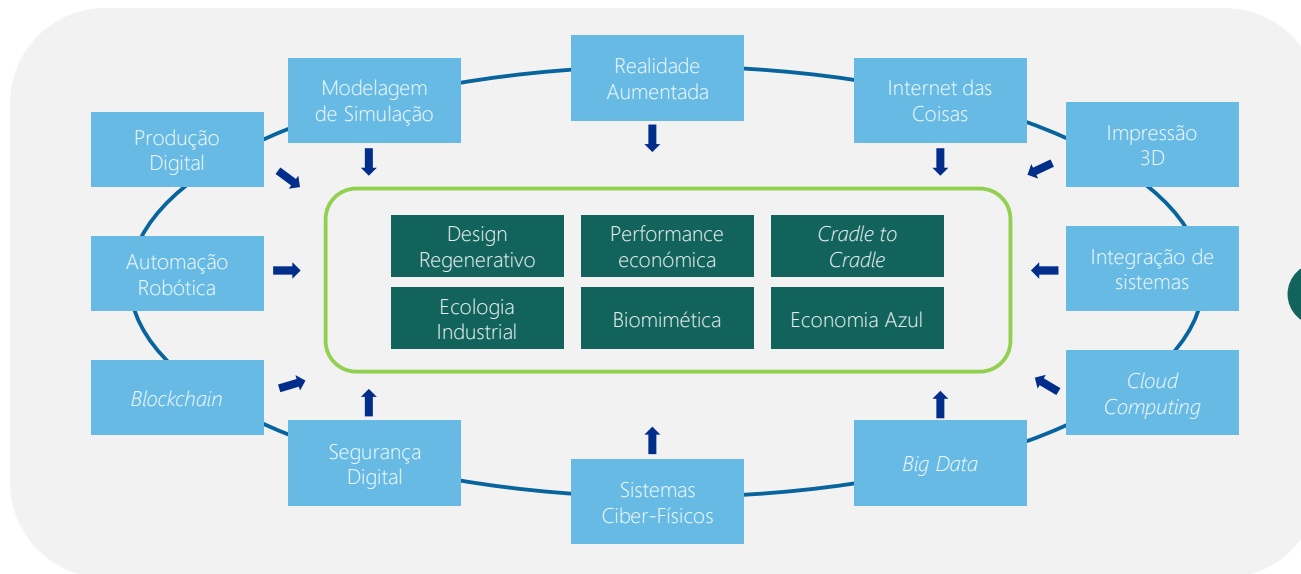 Realidade
Aumentada
Modelagem
de Simulação
Internet das
Coisas
Produção
Digital
Impressão
3D
Design
Regenerativo
Performance
económica
Cradle to
Cradle
Automação
Robótica
Integração de
sistemas
Ecologia
Industrial
Biomimética
Economia Azul
Blockchain
Cloud
Computing
Segurança
Digital
Big Data
Sistemas
Ciber-Físicos